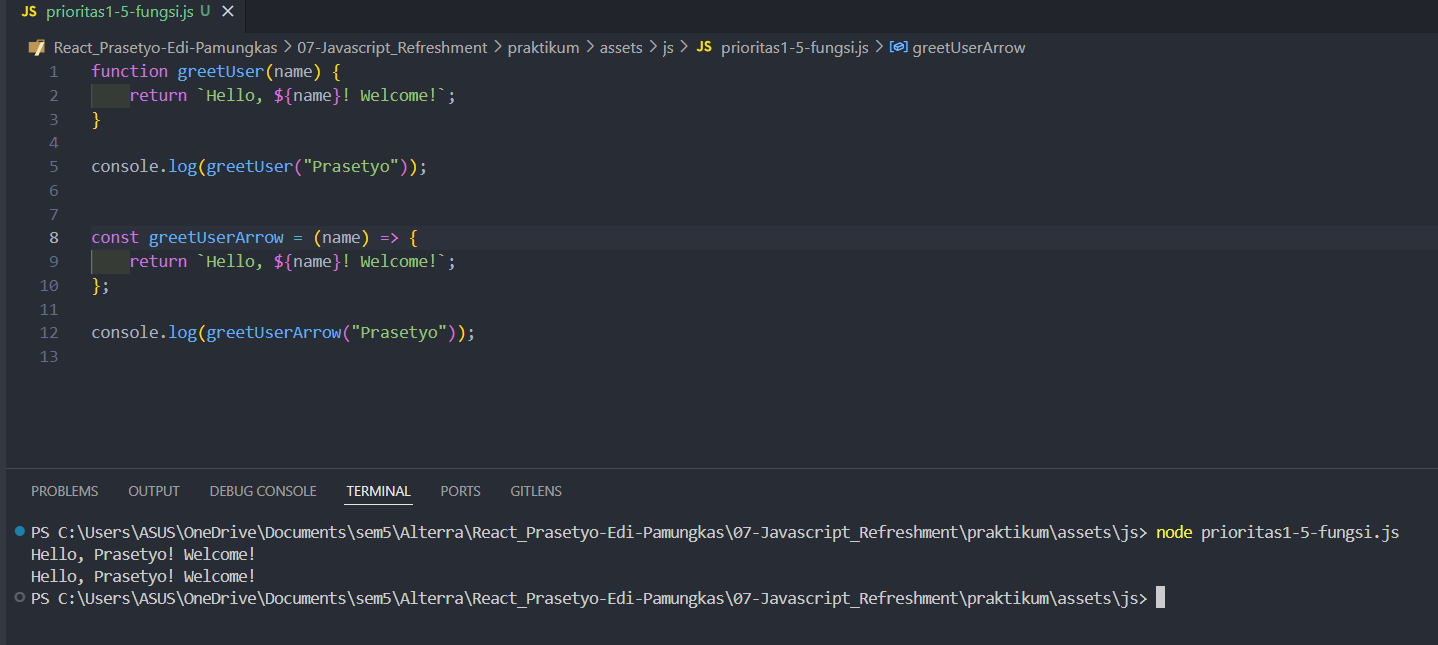 JS prioritas1-5-fungsi.js U ×
React_Prasetyo-Edi-Pamungkas > 07-Javascript_Refreshment > praktikum > assets > js > JS prioritas1-5-fungsi.js > greetUserArrow
1 function greetUser(name) {
2     return `Hello, ${name}! Welcome!`;
3 }
4
5 console.log(greetUser("Prasetyo"));
6
7
8 const greetUserArrow = (name) => {
9     return `Hello, ${name}! Welcome!`;
10 };
11
12 console.log(greetUserArrow("Prasetyo"));
13
PROBLEMS OUTPUT DEBUG CONSOLE TERMINAL PORTS GITLENS
PS C:\Users\ASUS\OneDrive\Documents\sem5\Alterra\React_Prasetyo-Edi-Pamungkas\07-Javascript_Refreshment\praktikum\assets\js> node prioritas1-5-fungsi.js
Hello, Prasetyo! Welcome!
Hello, Prasetyo! Welcome!
PS C:\Users\ASUS\OneDrive\Documents\sem5\Alterra\React_Prasetyo-Edi-Pamungkas\07-Javascript_Refreshment\praktikum\assets\js>